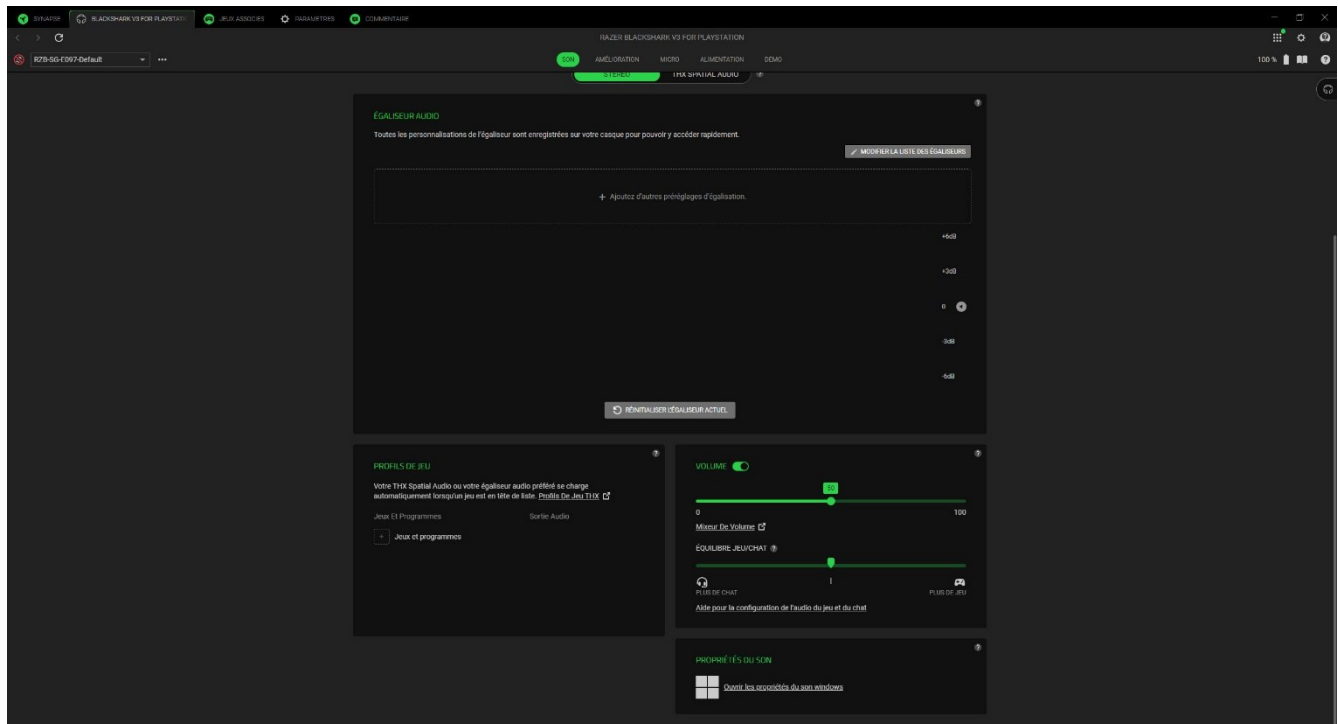 SYNAPSE
BLACKSHARK V3 FOR PLAYSTATI
JEUX ASSOCIÉS
PARAMÈTRES
COMMENTAIRE
RAZER BLACKSHARK V3 FOR PLAYSTATION
RZB-SG-E097-Default
SON
AMÉLIORATION
MICRO
ALIMENTATION
DÉMO
100 %
STÉRÉO
THX SPATIAL AUDIO
ÉGALISEUR AUDIO
Toutes les personnalisations de l'égaliseur sont enregistrées sur votre casque pour pouvoir y accéder rapidement.
MODIFIER LA LISTE DES ÉGALISEURS
+ Ajoutez d'autres préréglages d'égalisation.
+6dB
+3dB
0
-3dB
-6dB
RÉINITIALISER L'ÉGALISEUR ACTUEL
PROFILS DE JEU
Votre THX Spatial Audio ou votre égaliseur audio préféré se charge
automatiquement lorsqu'un jeu est en tête de liste. Profils De Jeu THX
Jeux Et Programmes
Sortie Audio
+ Jeux et programmes
VOLUME
50
0
100
Mixeur De Volume
ÉQUILIBRE JEU/CHAT
PLUS DE CHAT
PLUS DE JEU
Aide pour la configuration de l'audio du jeu et du chat
PROPRIÉTÉS DU SON
Ouvrir les propriétés du son windows